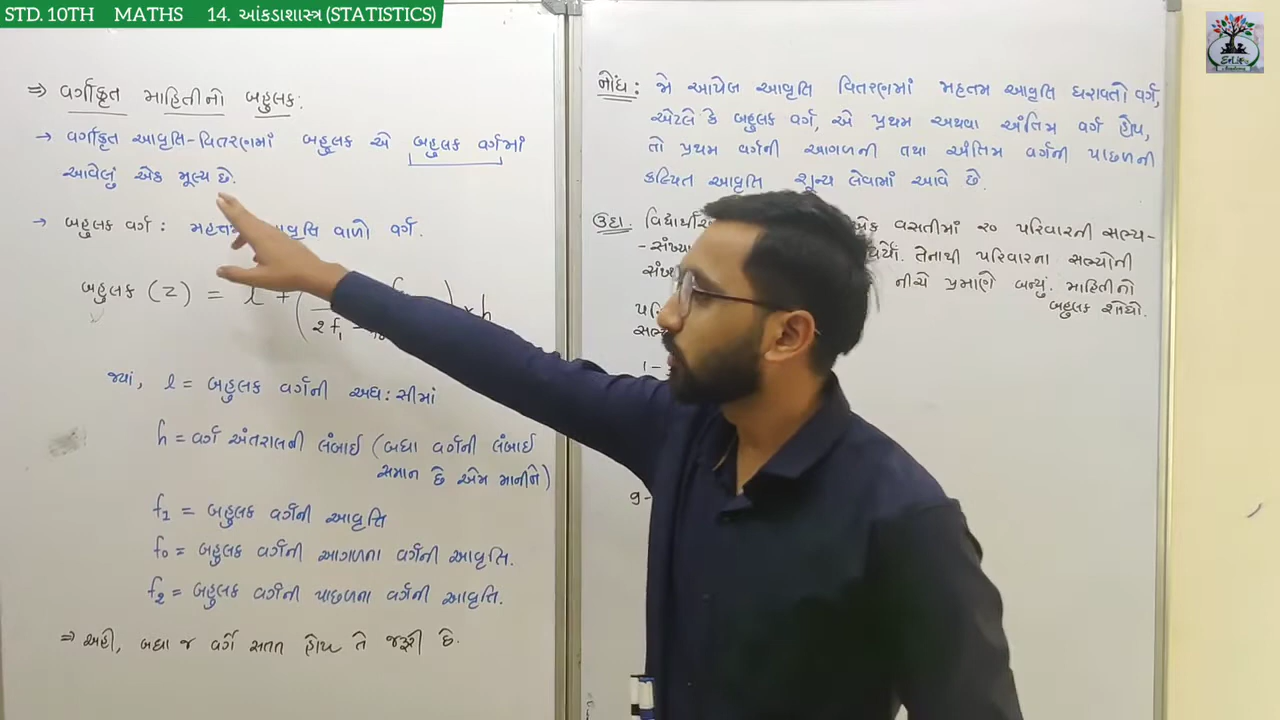 STD. 10TH MATHS 14. આંકડાશાસ્ત્ર (STATISTICS)
⇒ વર્ગીકૃત માહિતીનો બહુલક:
→ વર્ગીકૃત આવૃત્તિ-વિતરણમાં બહુલક એ બહુલક વર્ગમાં
આવેલું એક મૂલ્ય છે.
→ બહુલક વર્ગ: મહત્તમ વાળો વર્ગ.
બહુલક (Z) = l + ( ) × h
2f₁ -
જ્યાં, l = બહુલક વર્ગની અધ:સીમાં
h = વર્ગ અંતરાલની લંબાઈ (બધા વર્ગની લંબાઈ
સમાન છે એમ માનીને)
f₁ = બહુલક વર્ગની આવૃત્તિ
f₀ = બહુલક વર્ગની આગળના વર્ગની આવૃત્તિ.
f₂ = બહુલક વર્ગની પાછળના વર્ગની આવૃત્તિ.
⇒ અહીં, બધા જ વર્ગો સતત હોય તે જરૂરી છે.
નોંધ: જો આપેલ આવૃત્તિ વિતરણમાં મહત્તમ આવૃત્તિ ધરાવતો વર્ગ,
એટલે કે બહુલક વર્ગ, એ પ્રથમ અથવા અંતિમ વર્ગ હોય,
તો પ્રથમ વર્ગની આગળની તથા અંતિમ વર્ગની પાછળની
કલ્પિત આવૃત્તિ શૂન્ય લેવામાં આવે છે.
ઉદા. એક વસતીમાં ૨૦ પરિવારની સભ્ય-
-સંખ્યા તેનાથી પરિવારના સભ્યોની
નીચે પ્રમાણે બન્યું. માહિતીનો
બહુલક શોધો.
1-
9-